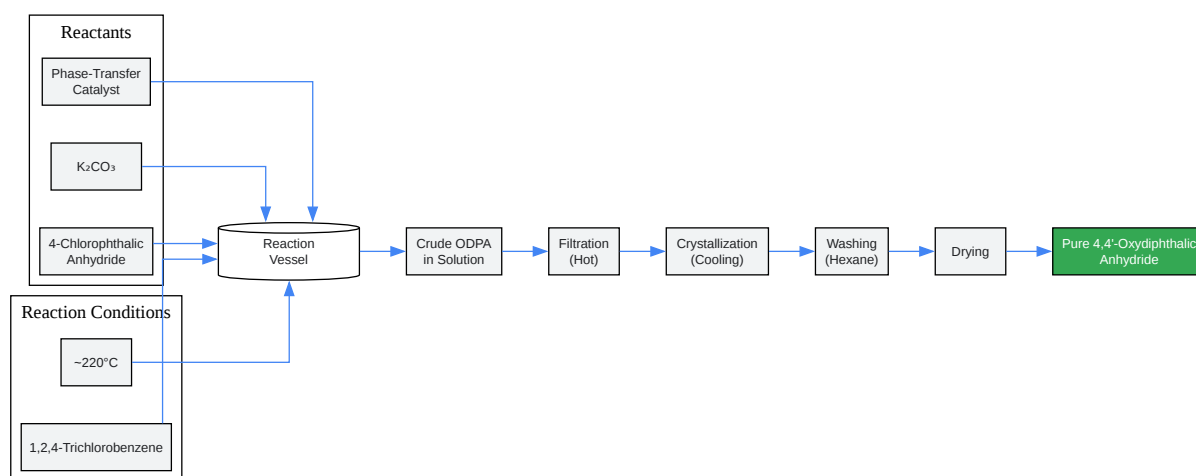 Reactants
Phase-Transfer
Catalyst
K₂CO₃
4-Chlorophthalic
Anhydride
Reaction Conditions
~220°C
1,2,4-Trichlorobenzene
Reaction
Vessel
Crude ODPA
in Solution
Filtration
(Hot)
Crystallization
(Cooling)
Washing
(Hexane)
Drying
Pure 4,4'-Oxydiphthalic
Anhydride